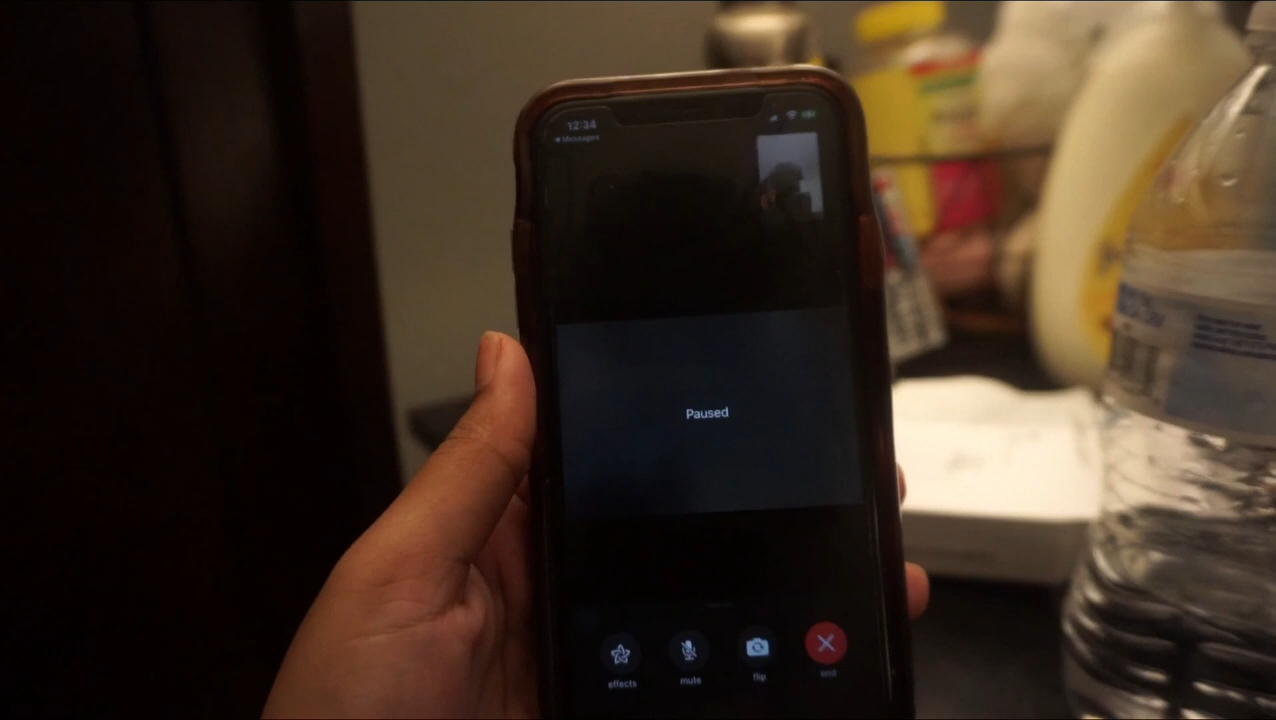 12:34
◀ Messages
Paused
effects
mute
flip
end